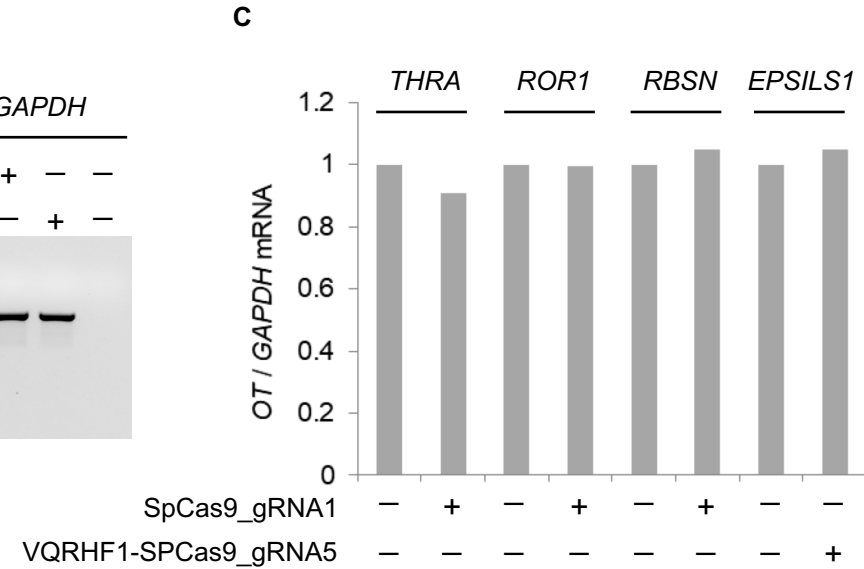 C
GAPDH
+ − −
− + −
THRA ROR1 RBSN EPSILS1
1.2
1
0.8
0.6
0.4
0.2
0
OT / GAPDH mRNA
SpCas9_gRNA1 − + − + − + − −
VQRHF1-SPCas9_gRNA5 − − − − − − − +